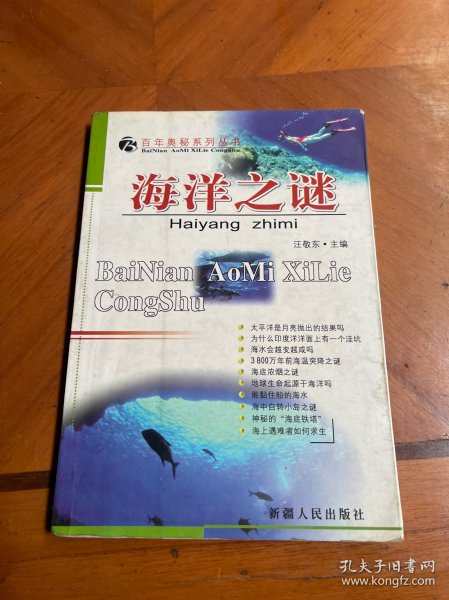 百年奥秘系列丛书
BaiNian AoMi XiLie Congshu
海洋之谜
Haiyang zhimi
汪敬东·主编
BaiNian AoMi XiLie
CongShu
太平洋是月亮抛出的结果吗
为什么印度洋洋面上有一个洼坑
海水会越变越咸吗
3800万年前海温突降之谜
海底浓烟之谜
地球生命起源于海洋吗
能黏住船的海水
海中自转小岛之谜
神秘的“海底铁塔”
海上遇难者如何求生
新疆人民出版社
孔夫子旧书网
www.kongfz.com